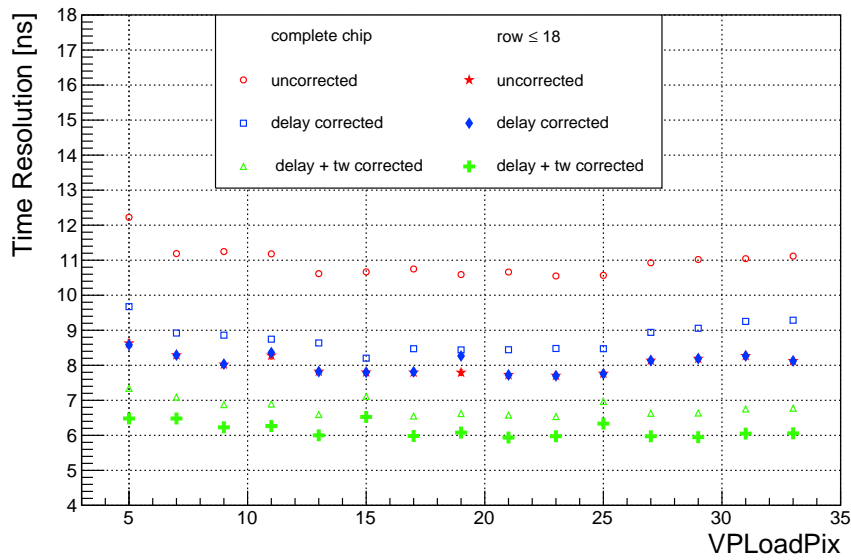 Time Resolution [ns]
18
17
16
15
14
13
12
11
10
9
8
7
6
5
4
complete chip row ≤ 18
uncorrected uncorrected
delay corrected delay corrected
delay + tw corrected delay + tw corrected
5 10 15 20 25 30 35
VPLoadPix